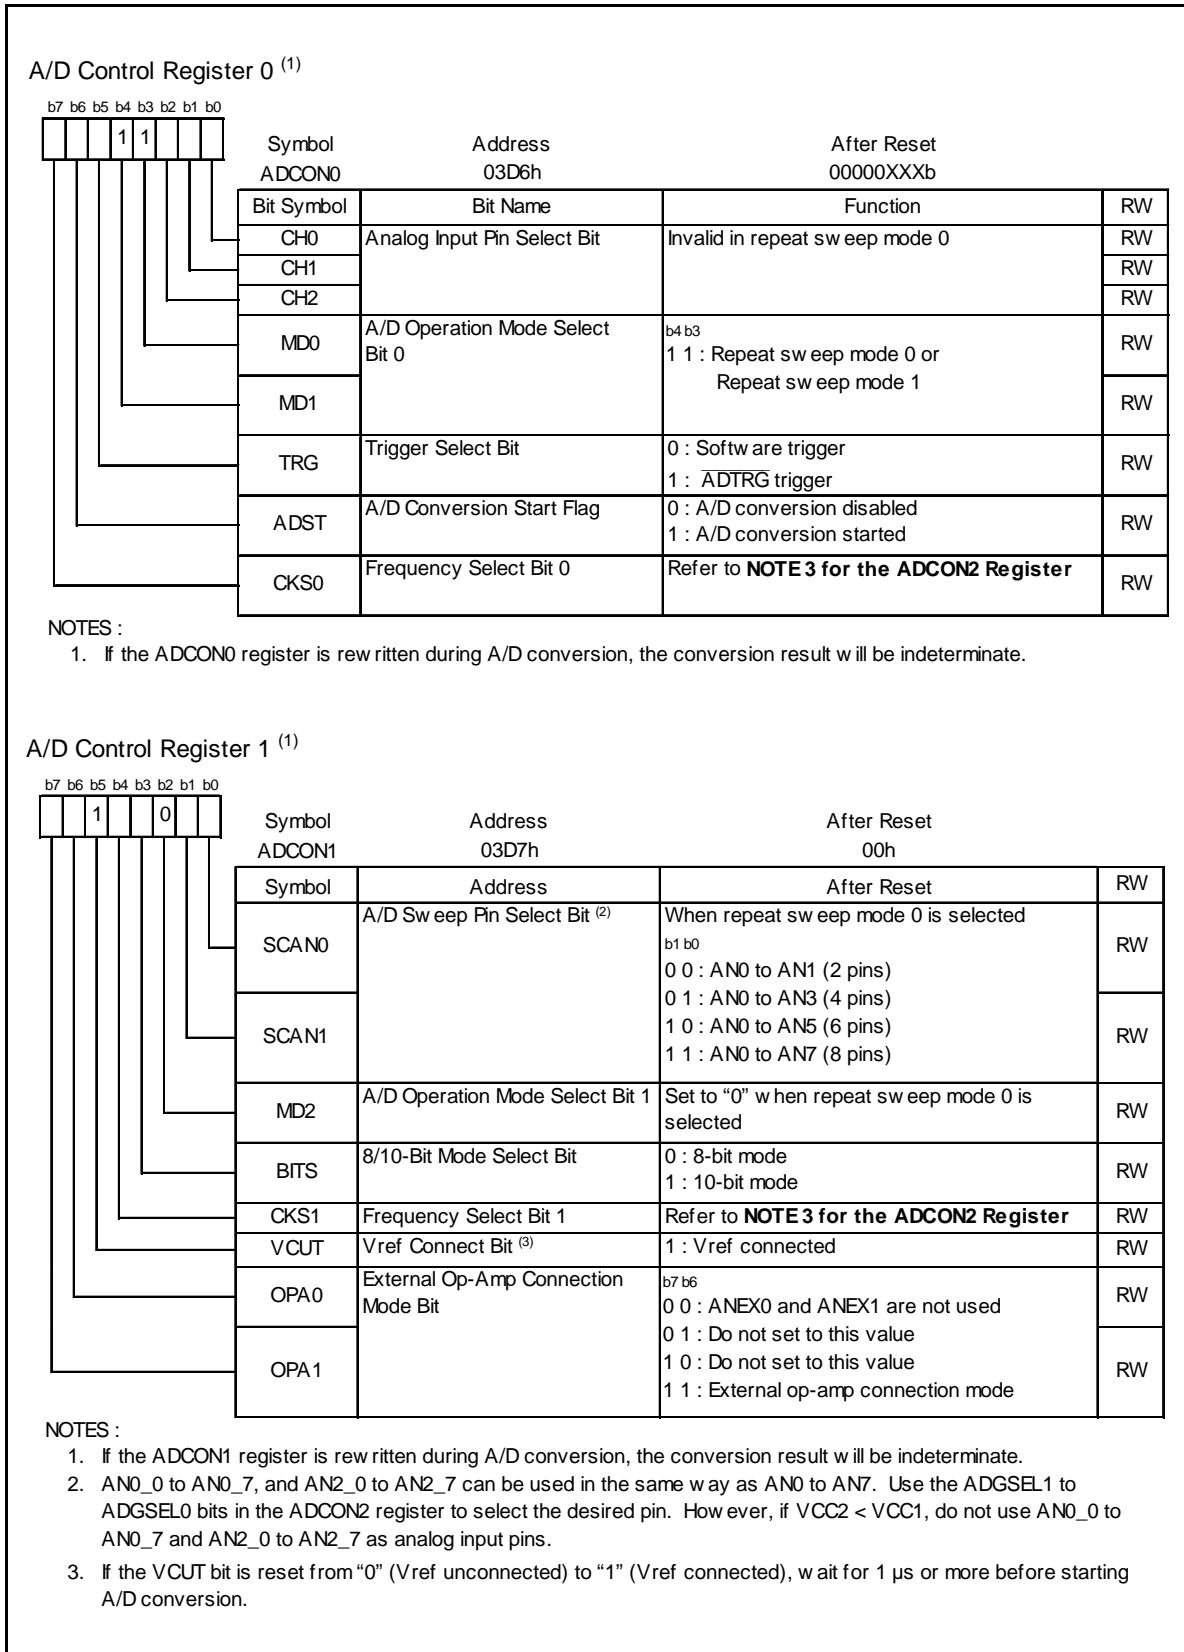 A/D Control Register 0 (1)
b7 b6 b5 b4 b3 b2 b1 b0
1 1
Symbol Address After Reset
ADCON0 03D6h 00000XXXb
Bit Symbol Bit Name Function RW
CH0 Analog Input Pin Select Bit Invalid in repeat sweep mode 0 RW
CH1 RW
CH2 RW
MD0 A/D Operation Mode Select Bit 0 b4 b3 RW
1 1 : Repeat sweep mode 0 or
Repeat sweep mode 1
MD1 RW
TRG Trigger Select Bit 0 : Software trigger RW
1 : ADTRG trigger
ADST A/D Conversion Start Flag 0 : A/D conversion disabled RW
1 : A/D conversion started
CKS0 Frequency Select Bit 0 Refer to NOTE 3 for the ADCON2 Register RW
NOTES :
1. If the ADCON0 register is rewritten during A/D conversion, the conversion result will be indeterminate.
A/D Control Register 1 (1)
b7 b6 b5 b4 b3 b2 b1 b0
1 0
Symbol Address After Reset
ADCON1 03D7h 00h
Symbol Address After Reset RW
SCAN0 A/D Sweep Pin Select Bit (2) When repeat sweep mode 0 is selected RW
b1 b0
0 0 : AN0 to AN1 (2 pins)
0 1 : AN0 to AN3 (4 pins)
SCAN1 1 0 : AN0 to AN5 (6 pins) RW
1 1 : AN0 to AN7 (8 pins)
MD2 A/D Operation Mode Select Bit 1 Set to “0” when repeat sweep mode 0 is RW
selected
BITS 8/10-Bit Mode Select Bit 0 : 8-bit mode RW
1 : 10-bit mode
CKS1 Frequency Select Bit 1 Refer to NOTE 3 for the ADCON2 Register RW
VCUT Vref Connect Bit (3) 1 : Vref connected RW
OPA0 External Op-Amp Connection Mode Bit b7 b6 RW
0 0 : ANEX0 and ANEX1 are not used
0 1 : Do not set to this value
OPA1 1 0 : Do not set to this value RW
1 1 : External op-amp connection mode
NOTES :
1. If the ADCON1 register is rewritten during A/D conversion, the conversion result will be indeterminate.
2. AN0_0 to AN0_7, and AN2_0 to AN2_7 can be used in the same way as AN0 to AN7. Use the ADGSEL1 to
ADGSEL0 bits in the ADCON2 register to select the desired pin. However, if VCC2 < VCC1, do not use AN0_0 to
AN0_7 and AN2_0 to AN2_7 as analog input pins.
3. If the VCUT bit is reset from “0” (Vref unconnected) to “1” (Vref connected), wait for 1 µs or more before starting
A/D conversion.